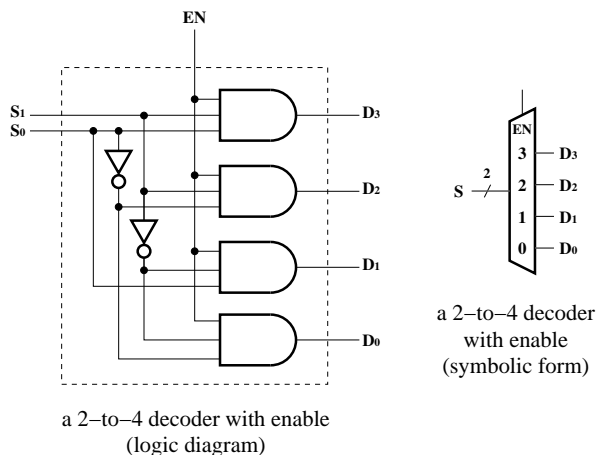 EN
S1
S0
D3
D2
D1
D0
a 2−to−4 decoder with enable
(logic diagram)
EN
3 D3
2
S 2 D2
1 D1
0 D0
a 2−to−4 decoder
with enable
(symbolic form)